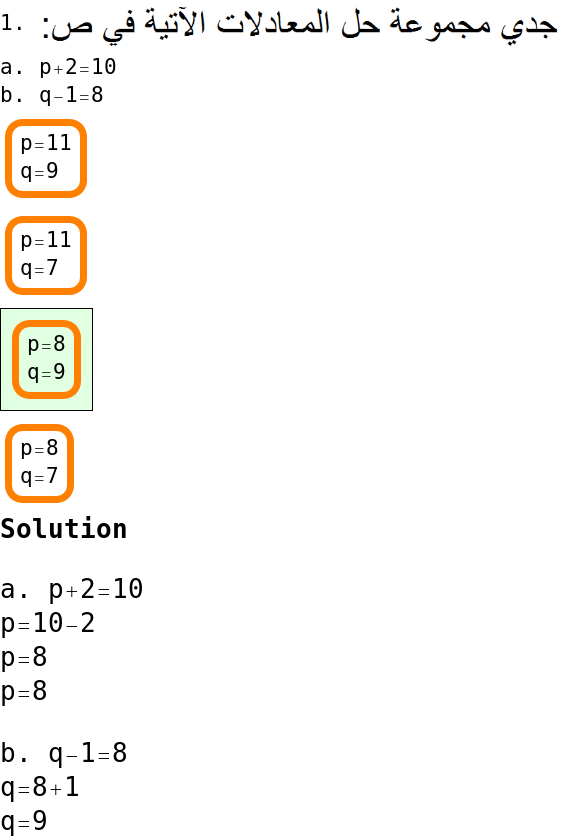 1. جدي مجموعة حل المعادلات الآتية في ص:
a. p+2=10
b. q−1=8
p=11
q=9
p=11
q=7
p=8
q=9
p=8
q=7
Solution
a. p+2=10
p=10−2
p=8
p=8
b. q−1=8
q=8+1
q=9